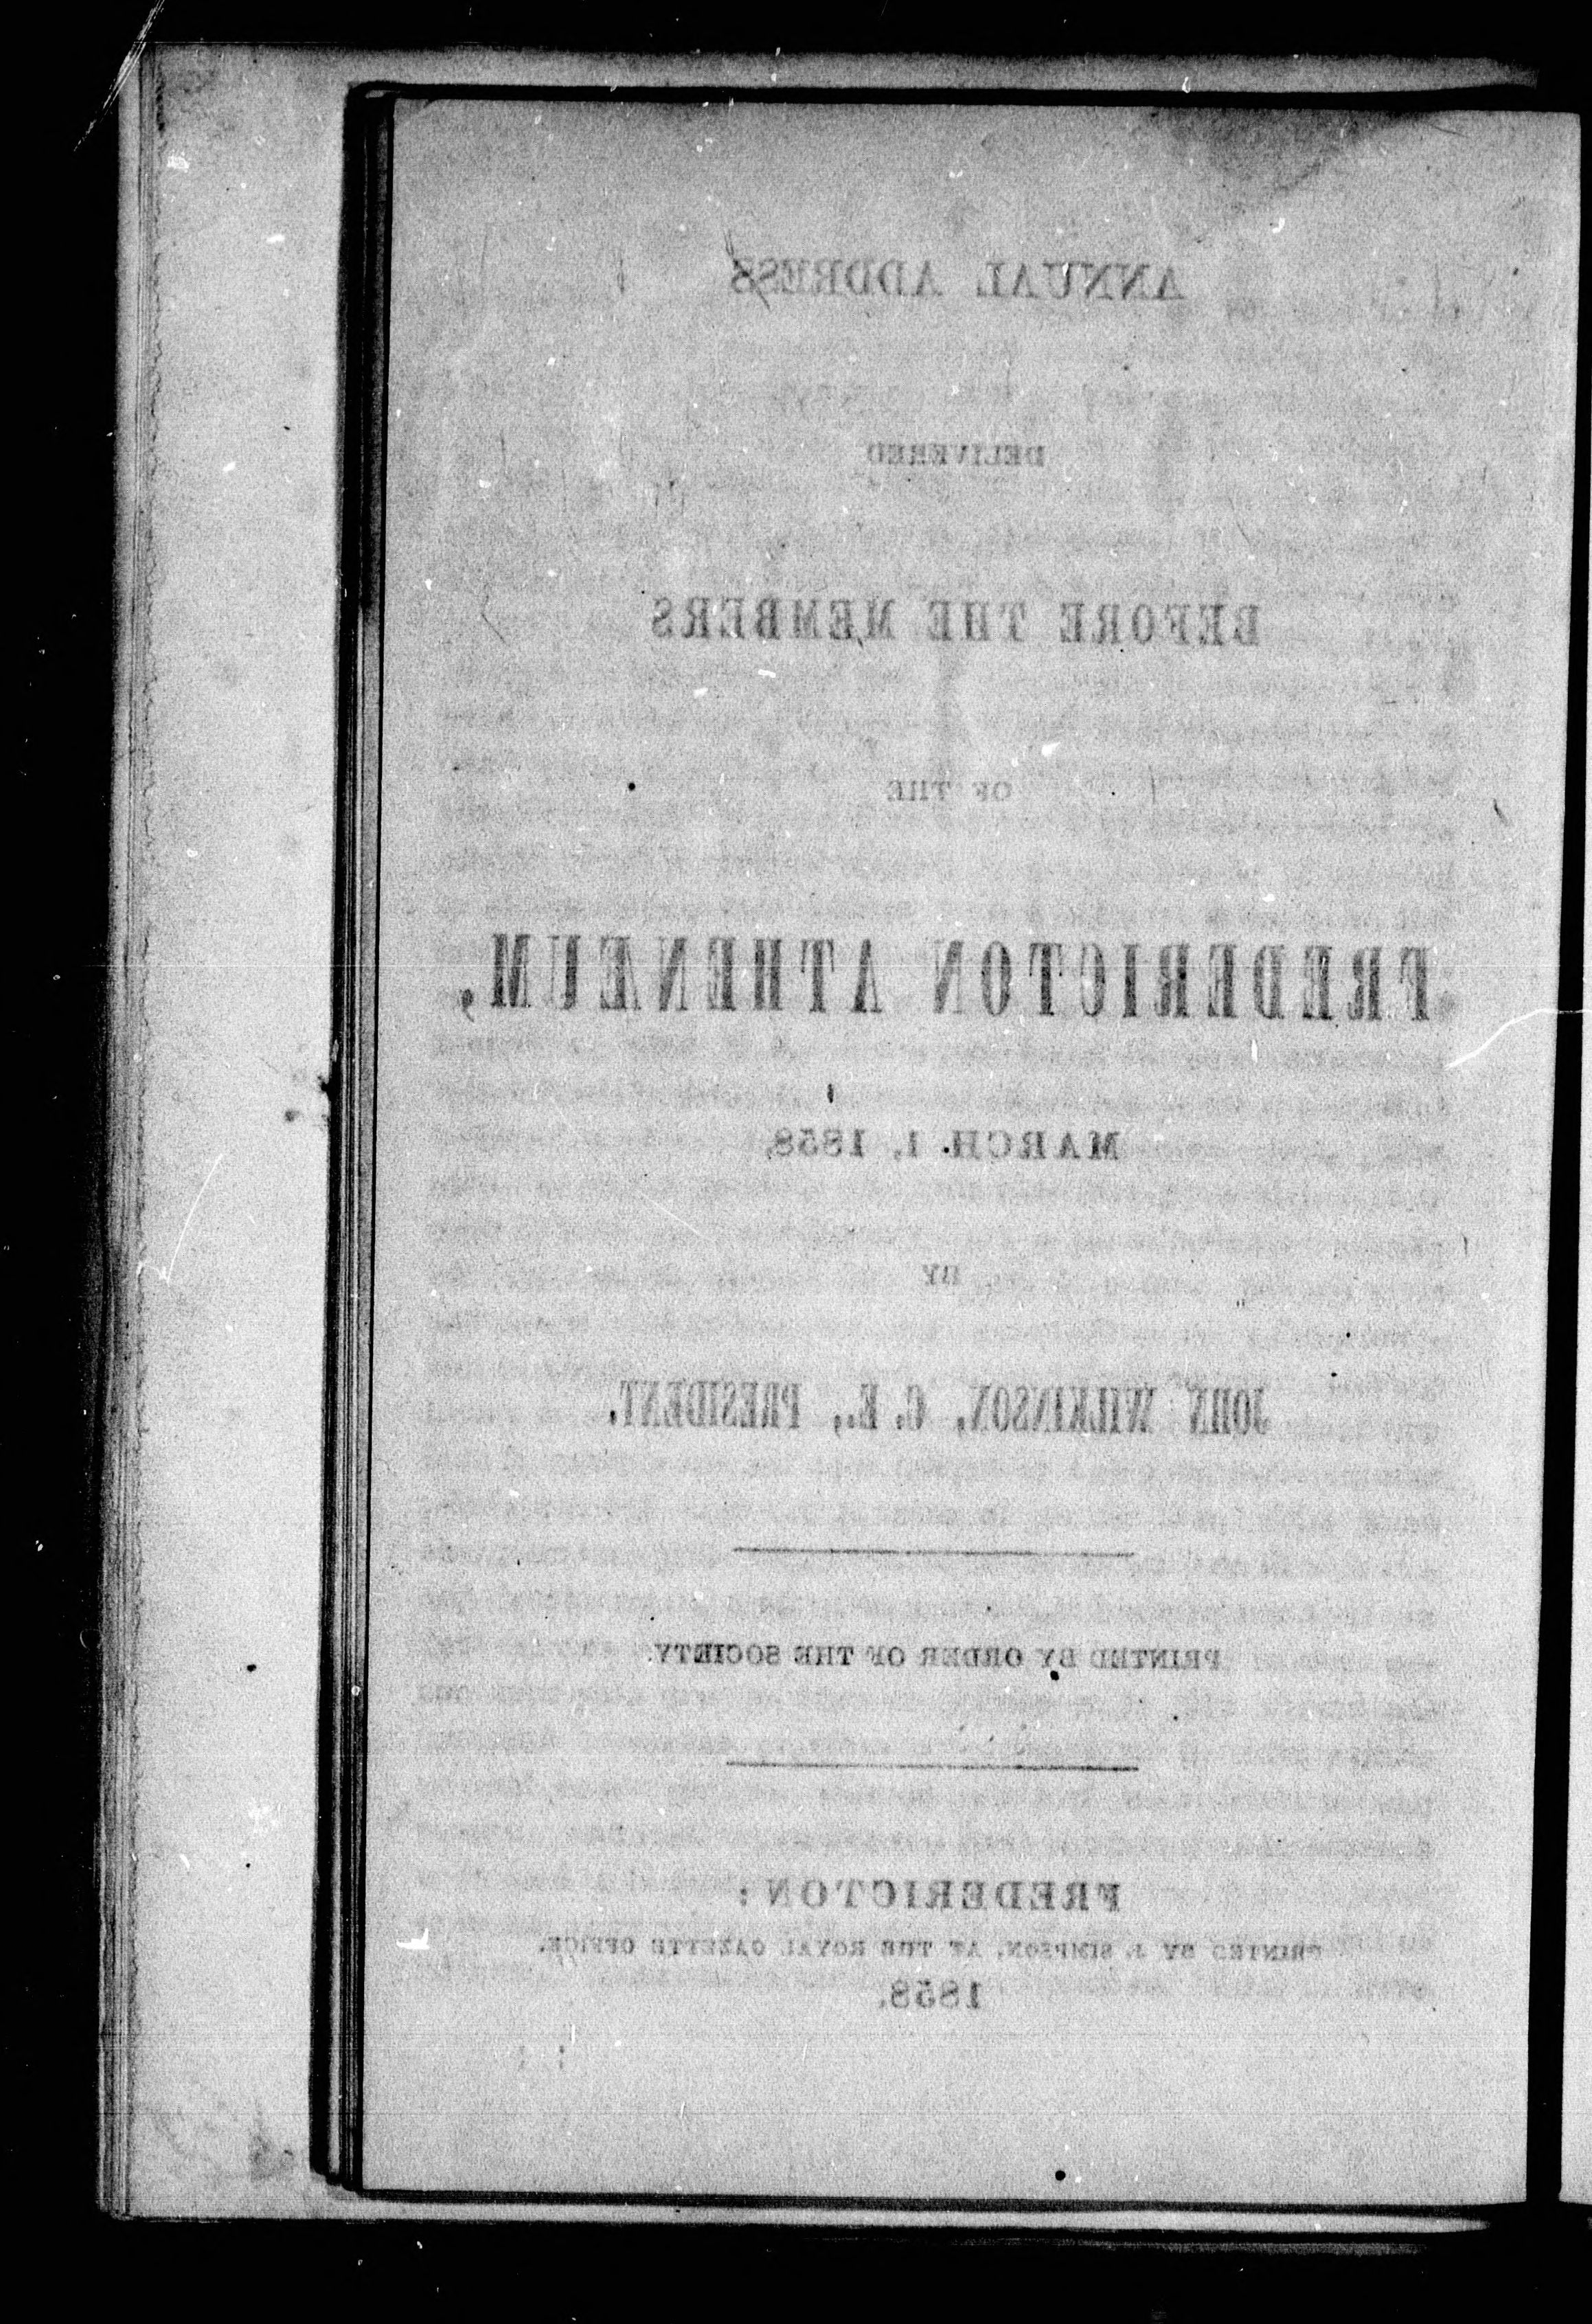 ANNUAL ADDRESS
DELIVERED
BEFORE THE MEMBERS
OF THE
FREDERICTON ATHENÆUM,
MARCH 1, 1858,
BY
JOHN WILKINSON, C. E., PRESIDENT.
PRINTED BY ORDER OF THE SOCIETY.
FREDERICTON:
PRINTED BY J. SIMPSON, AT THE ROYAL GAZETTE OFFICE.
1858.